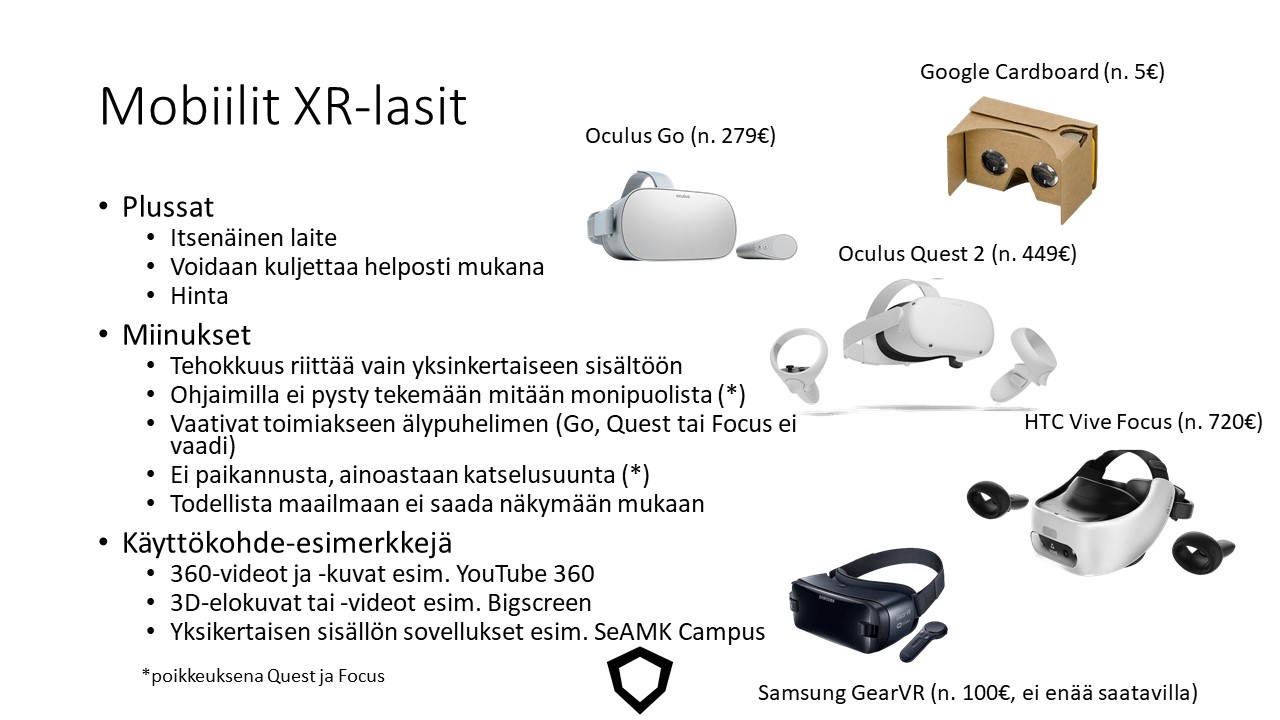 Mobiilit XR-lasit
• Plussat
• Itsenäinen laite
• Voidaan kuljettaa helposti mukana
• Hinta
• Miinukset
• Tehokkuus riittää vain yksinkertaiseen sisältöön
• Ohjaimilla ei pysty tekemään mitään monipuolista (*)
• Vaativat toimiakseen älypuhelimen (Go, Quest tai Focus ei
vaadi)
• Ei paikannusta, ainoastaan katselusuunta (*)
• Todellista maailmaan ei saada näkymään mukaan
• Käyttökohde-esimerkkejä
• 360-videot ja -kuvat esim. YouTube 360
• 3D-elokuvat tai -videot esim. Bigscreen
• Yksikertaisen sisällön sovellukset esim. SeAMK Campus
*poikkeuksena Quest ja Focus
Google Cardboard (n. 5€)
Oculus Go (n. 279€)
oculus
Oculus Quest 2 (n. 449€)
HTC Vive Focus (n. 720€)
SAMSUNG
Samsung GearVR (n. 100€, ei enää saatavilla)